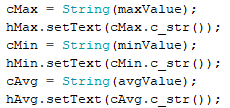 cMax = String(maxValue);
hMax.setText(cMax.c_str());
cMin = String(minValue);
hMin.setText(cMin.c_str());
cAvg = String(avgValue);
hAvg.setText(cAvg.c_str());